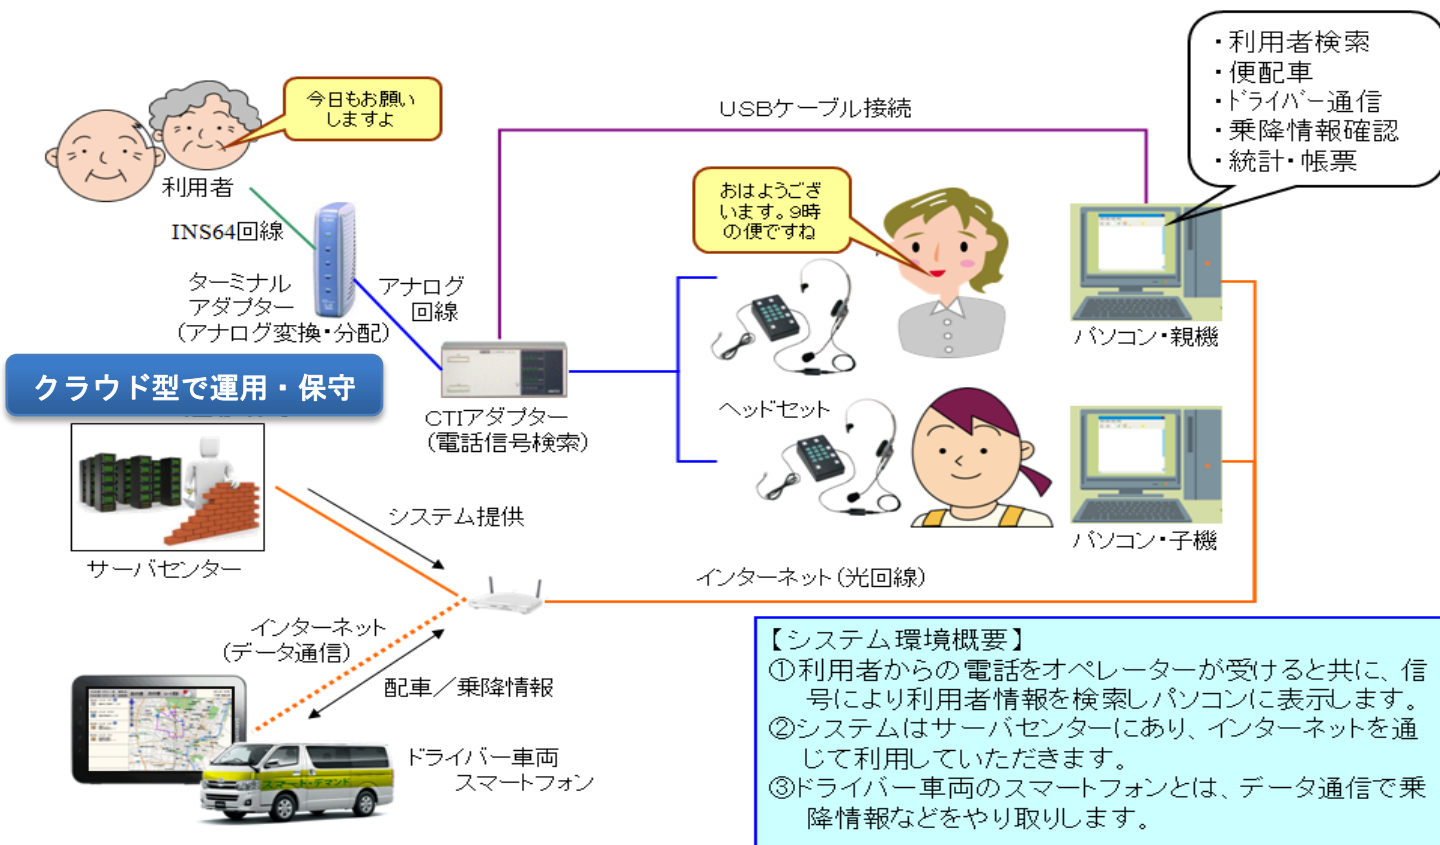 ・利用者検索
・便配車
・ﾄﾞﾗｲﾊﾞｰ通信
・乗降情報確認
・統計・帳票
今日もお願い
しますよ
USBケーブル接続
利用者
おはようござ
います。9時
の便ですね
INS64回線
ターミナル
アダプター
(アナログ変換・分配)
アナログ
回線
パソコン・親機
クラウド型で運用・保守
CTIアダプター
(電話信号検索)
ヘッドセット
システム提供
パソコン・子機
サーバセンター
インターネット(光回線)
インターネット
(データ通信)
配車／乗降情報
ドライバー車両
スマートフォン
スマート・デマンド
【システム環境概要】
①利用者からの電話をオペレーターが受けると共に、信
号により利用者情報を検索しパソコンに表示します。
②システムはサーバセンターにあり、インターネットを通
じて利用していただきます。
③ドライバー車両のスマートフォンとは、データ通信で乗
降情報などをやり取りします。